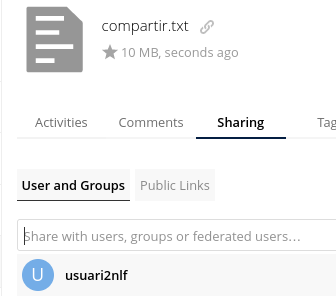 compartir.txt
10 MB, seconds ago
Activities Comments Sharing Tag
User and Groups Public Links
Share with users, groups or federated users...
U usuari2nlf